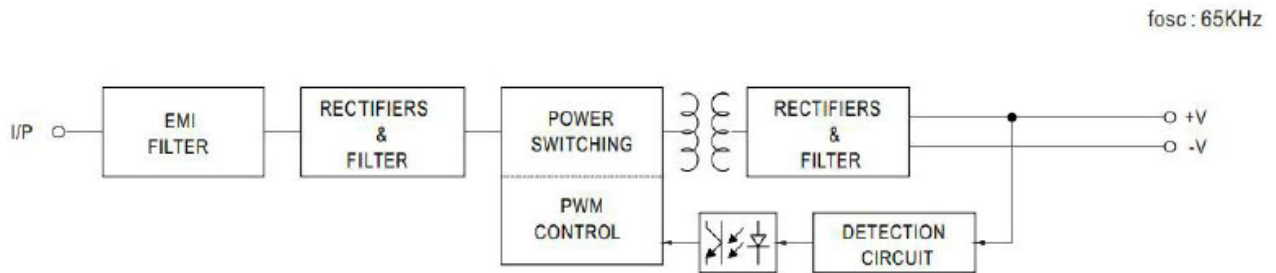 fosc : 65KHz
I/P
EMI
FILTER
RECTIFIERS
&
FILTER
POWER
SWITCHING
PWM
CONTROL
RECTIFIERS
&
FILTER
+V
-V
DETECTION
CIRCUIT